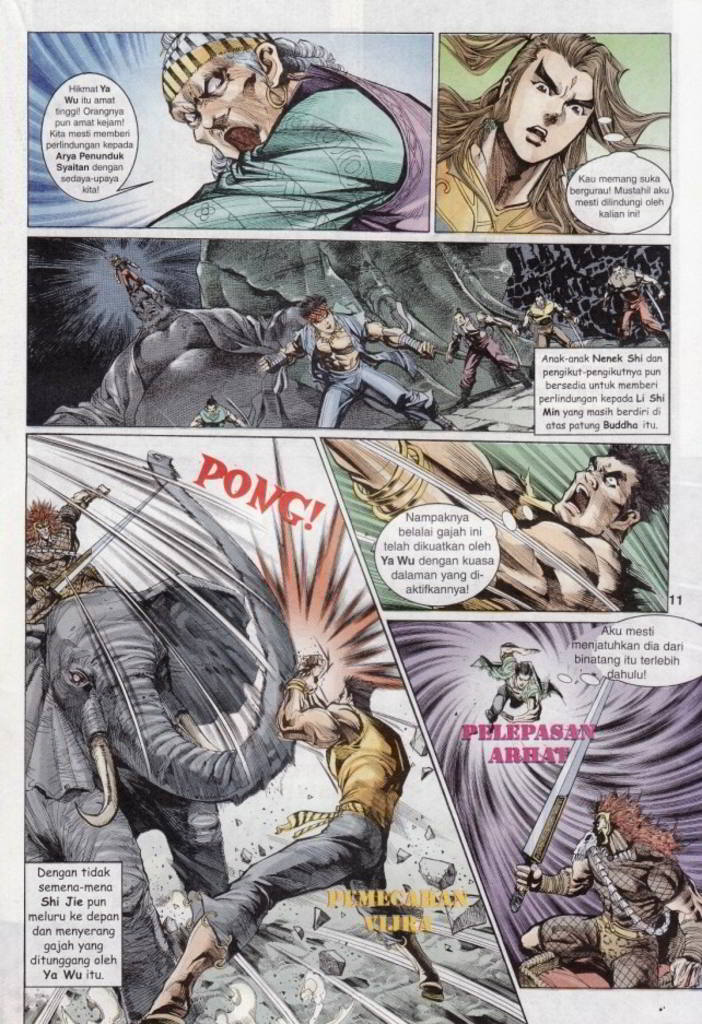 Hikmat Ya
Wu itu amat
tinggi! Orangnya
pun amat kejam!
Kita mesti memberi
perlindungan kepada
Arya Penunduk
Syaitan dengan
sedaya-upaya
kita!
Kau memang suka
bergurau! Mustahil aku
mesti dilindungi oleh
kalian ini!
Anak-anak Nenek Shi dan
pengikut-pengikutnya pun
bersedia untuk memberi
perlindungan kepada Li Shi
Min yang masih berdiri di
atas patung Buddha itu.
PONG!
Nampaknya
belalai gajah ini
telah dikuatkan oleh
Ya Wu dengan kuasa
dalaman yang di-
aktifkannya!
11
Aku mesti
menjatuhkan dia dari
binatang itu terlebih
dahulu!
PELEPASAN
ARHAT
Dengan tidak
semena-mena
Shi Jie pun
meluru ke depan
dan menyerang
gajah yang
ditunggang oleh
Ya Wu itu.
PEMECAHAN
VIJRA